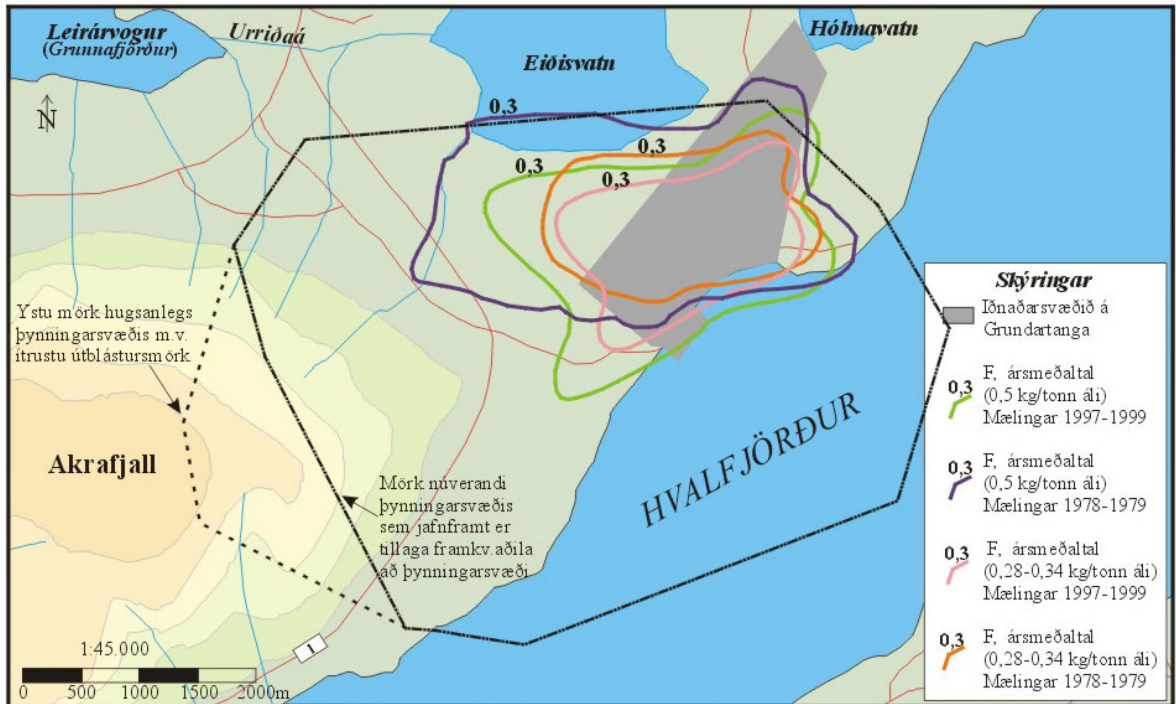 Leirárvogur
(Grunnafjörður)
Urriðaá
Hólmavatn
Eiðisvatn
N
0,3
0,3
0,3
0,3
Ystu mörk hugsanlegs
þynningarsvæðis m.v.
ítrustu útblástursmörk
Akrafjall
Mörk núverandi
þynningarsvæðis
sem jafnframt er
tillaga framkv.aðila
að þynningarsvæði
HVALFJÖRÐUR
1
1:45.000
0 500 1000 1500 2000m
Skýringar
Iðnaðarsvæðið á
Grundartanga
0,3
F, ársmeðaltal
(0,5 kg/tonn áli)
Mælingar 1997-1999
0,3
F, ársmeðaltal
(0,5 kg/tonn áli)
Mælingar 1978-1979
0,3
F, ársmeðaltal
(0,28-0,34 kg/tonn áli)
Mælingar 1997-1999
0,3
F, ársmeðaltal
(0,28-0,34 kg/tonn áli)
Mælingar 1978-1979